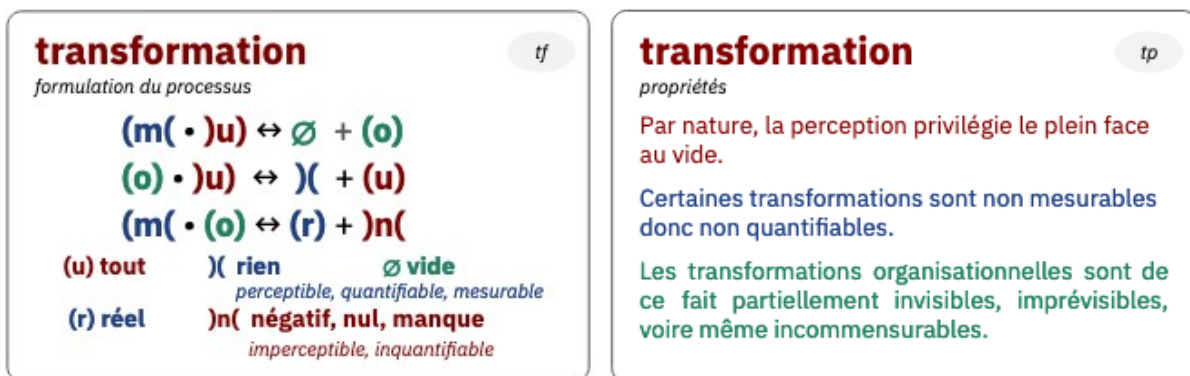 transformation
tf
formulation du processus
(m( • )u) ↔ ∅ + (o)
(o) • )u) ↔ )( + (u)
(m( • (o) ↔ (r) + )n(
(u) tout )( rien ∅ vide
perceptible, quantifiable, mesurable
(r) réel )n( négatif, nul, manque
imperceptible, inquantifiable
transformation
tp
propriétés
Par nature, la perception privilégie le plein face
au vide.
Certaines transformations sont non mesurables
donc non quantifiables.
Les transformations organisationnelles sont de
ce fait partiellement invisibles, imprévisibles,
voire même incommensurables.